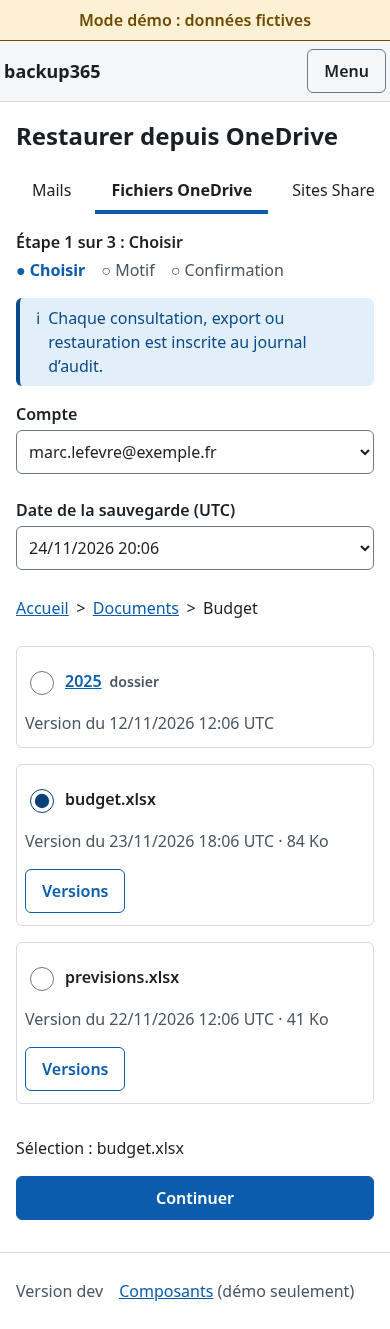 Mode démo : données fictives
backup365
Menu
Restaurer depuis OneDrive
Mails
Fichiers OneDrive
Sites Share
Étape 1 sur 3 : Choisir
● Choisir ○ Motif ○ Confirmation
i Chaque consultation, export ou
restauration est inscrite au journal
d’audit.
Compte
marc.lefevre@exemple.fr
Date de la sauvegarde (UTC)
24/11/2026 20:06
Accueil > Documents > Budget
2025 dossier
Version du 12/11/2026 12:06 UTC
budget.xlsx
Version du 23/11/2026 18:06 UTC · 84 Ko
Versions
previsions.xlsx
Version du 22/11/2026 12:06 UTC · 41 Ko
Versions
Sélection : budget.xlsx
Continuer
Version dev Composants (démo seulement)